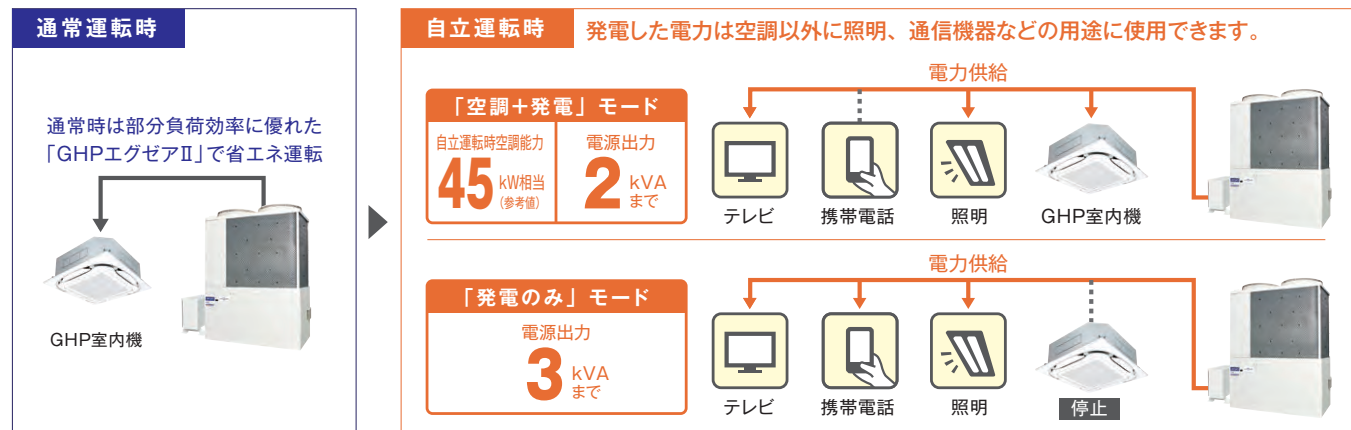 通常運転時
通常時は部分負荷効率に優れた
「GHPエグゼアⅡ」で省エネ運転
GHP室内機
自立運転時
発電した電力は空調以外に照明、通信機器などの用途に使用できます。
「空調+発電」モード
自立運転時空調能力
45 kW相当
(参考値)
電源出力
2 kVA
まで
電力供給
テレビ
携帯電話
照明
GHP室内機
「発電のみ」モード
電源出力
3 kVA
まで
電力供給
テレビ
携帯電話
照明
停止